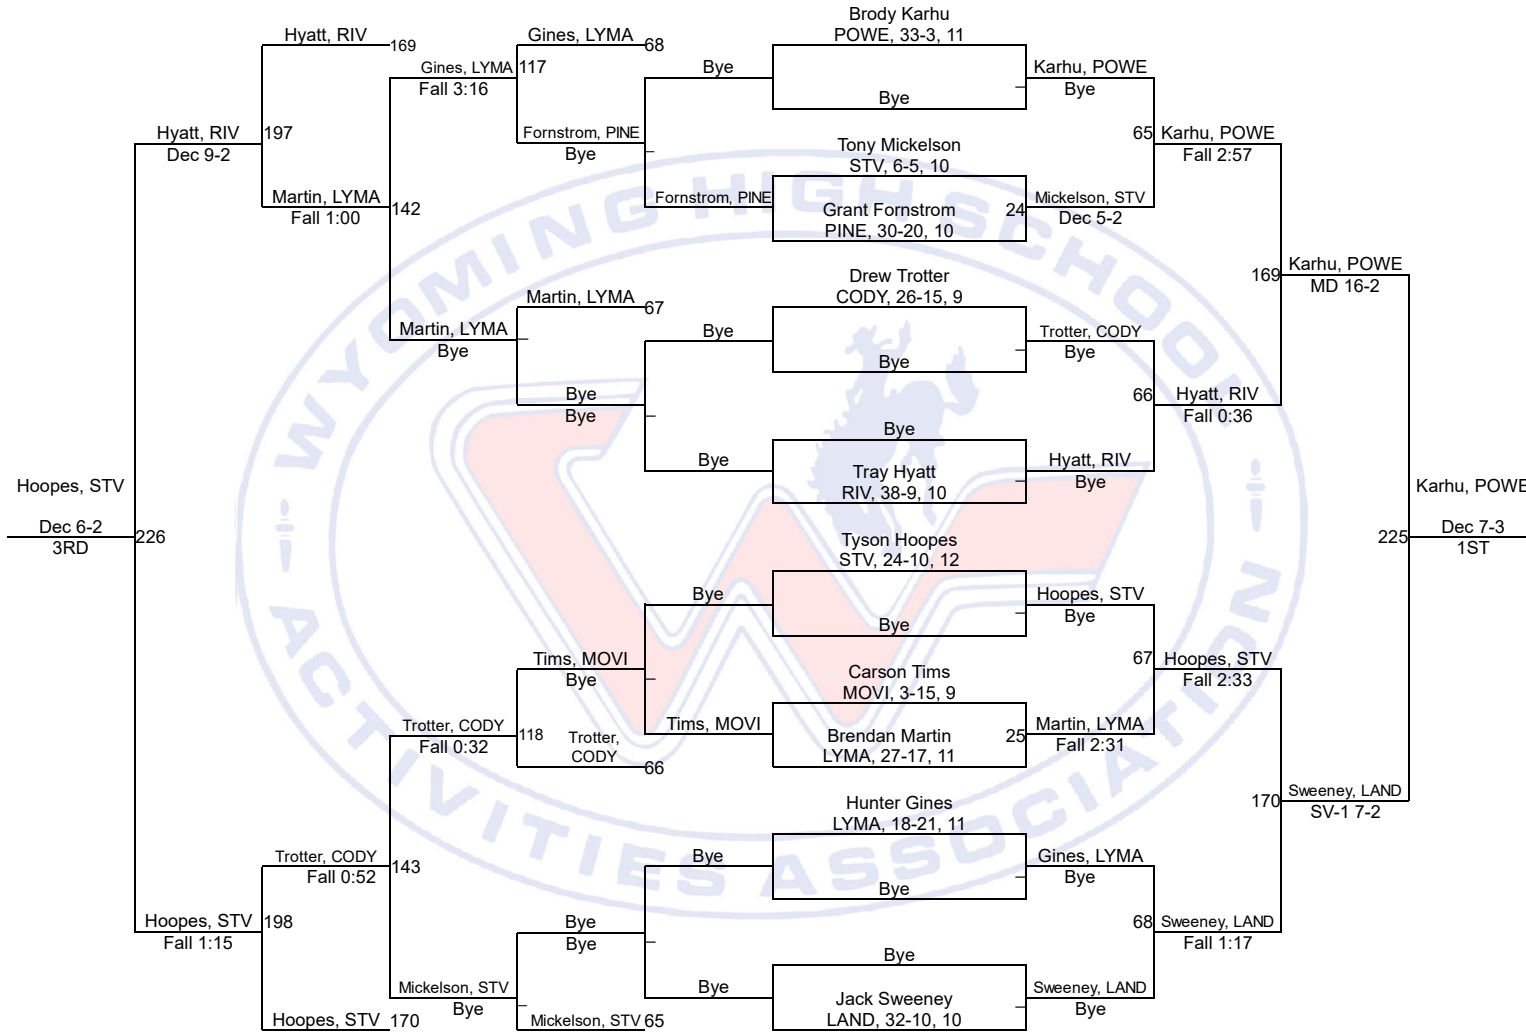 Brody Karhu
POWE, 33-3, 11
Hyatt, RIV
169
Gines, LYMA
68
Gines, LYMA
117
Fall 3:16
Bye
Bye
Karhu, POWE
Bye
Fornstrom, PINE
Bye
Hyatt, RIV
197
Dec 9-2
65
Karhu, POWE
Fall 2:57
Tony Mickelson
STV, 6-5, 10
Martin, LYMA
142
Fall 1:00
Fornstrom, PINE
Grant Fornstrom
PINE, 30-20, 10
24
Mickelson, STV
Dec 5-2
169
Karhu, POWE
MD 16-2
Drew Trotter
CODY, 26-15, 9
Martin, LYMA
67
Martin, LYMA
Bye
Bye
Bye
Trotter, CODY
Bye
Bye
Bye
66
Hyatt, RIV
Fall 0:36
Bye
Bye
Tray Hyatt
RIV, 38-9, 10
Hyatt, RIV
Bye
Hoopes, STV
Dec 6-2
3RD
226
Karhu, POWE
225
Dec 7-3
1ST
Tyson Hoopes
STV, 24-10, 12
Bye
Bye
Hoopes, STV
Bye
Tims, MOVI
Bye
67
Hoopes, STV
Fall 2:33
Carson Tims
MOVI, 3-15, 9
Trotter, CODY
118
Fall 0:32
Trotter,
CODY
66
Tims, MOVI
Brendan Martin
LYMA, 27-17, 11
25
Martin, LYMA
Fall 2:31
170
Sweeney, LAND
SV-1 7-2
Hunter Gines
LYMA, 18-21, 11
Trotter, CODY
143
Fall 0:52
Bye
Bye
Gines, LYMA
Bye
Hoopes, STV
198
Fall 1:15
Bye
Bye
68
Sweeney, LAND
Fall 1:17
Mickelson, STV
Bye
Bye
Bye
Jack Sweeney
LAND, 32-10, 10
Sweeney, LAND
Bye
Hoopes, STV
170
Mickelson, STV
65
WYOMING HIGH SCHOOL
ACTIVITIES ASSOCIATION